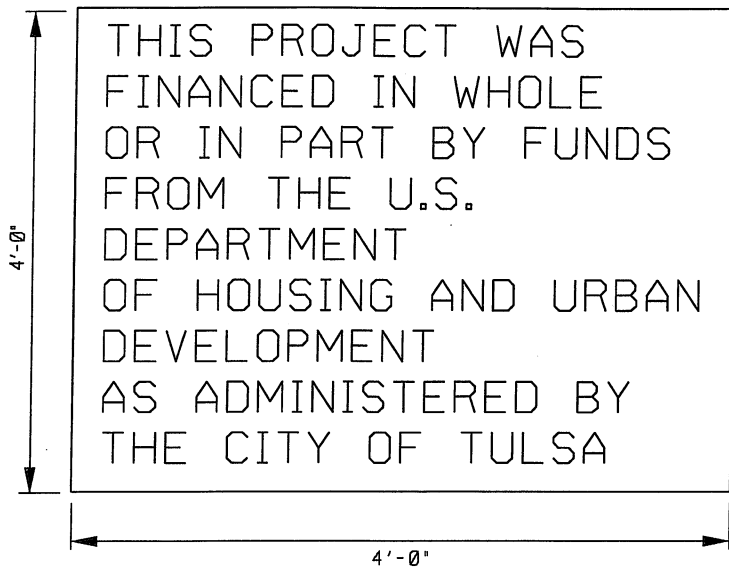 THIS PROJECT WAS
FINANCED IN WHOLE
OR IN PART BY FUNDS
FROM THE U.S.
DEPARTMENT
OF HOUSING AND URBAN
DEVELOPMENT
AS ADMINISTERED BY
THE CITY OF TULSA
4'-0"
4'-0"